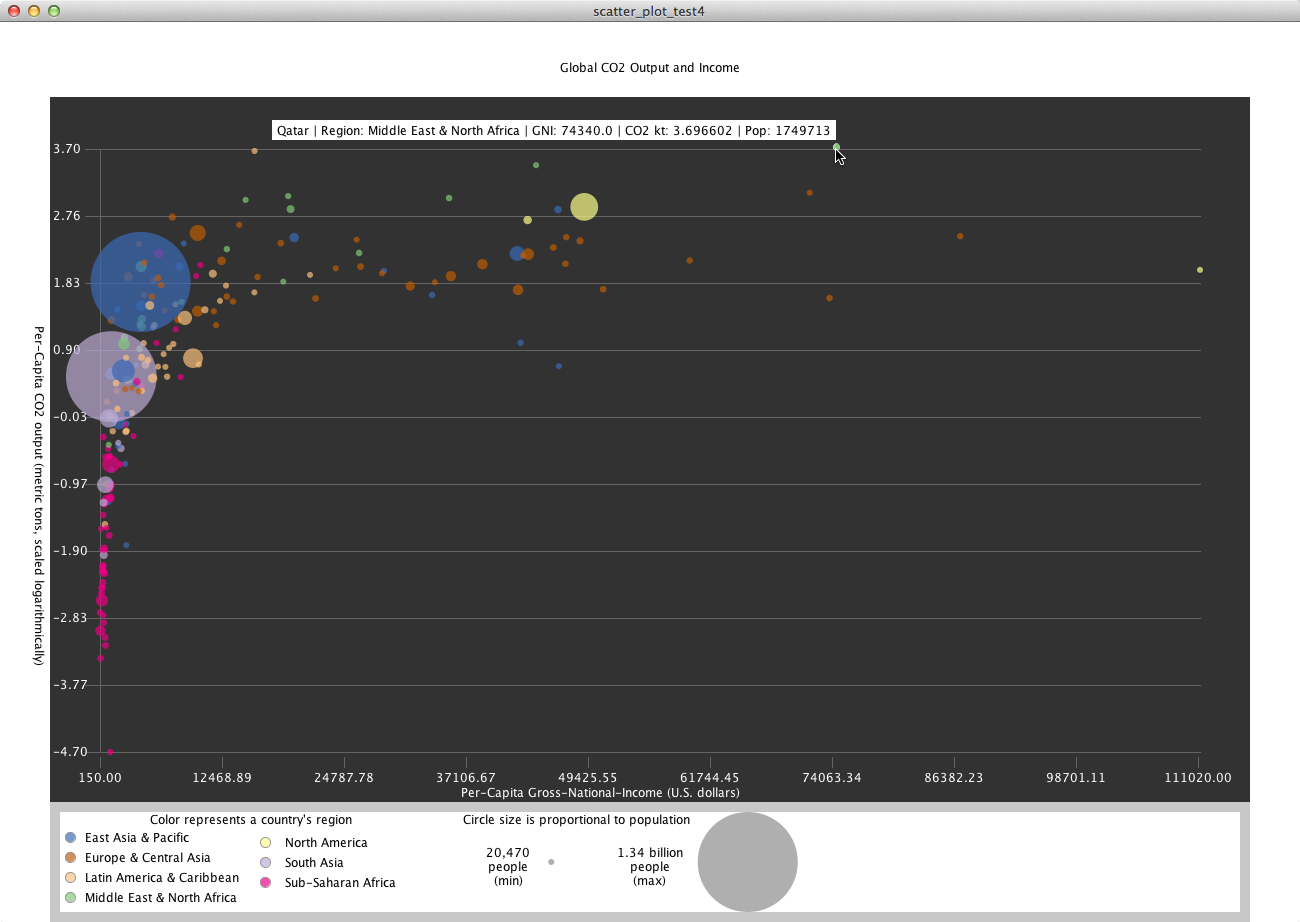 scatter_plot_test4
Global CO2 Output and Income
Qatar | Region: Middle East & North Africa | GNI: 74340.0 | CO2 kt: 3.696602 | Pop: 1749713
3.70
2.76
1.83
0.90
-0.03
-0.97
-1.90
-2.83
-3.77
-4.70
Per-Capita CO2 output (metric tons, scaled logarithmically)
150.00 12468.89 24787.78 37106.67 49425.55 61744.45 74063.34 86382.23 98701.11 111020.00
Per-Capita Gross-National-Income (U.S. dollars)
Color represents a country's region
East Asia & Pacific
Europe & Central Asia
Latin America & Caribbean
Middle East & North Africa
North America
South Asia
Sub-Saharan Africa
Circle size is proportional to population
20,470
people
(min)
1.34 billion
people
(max)